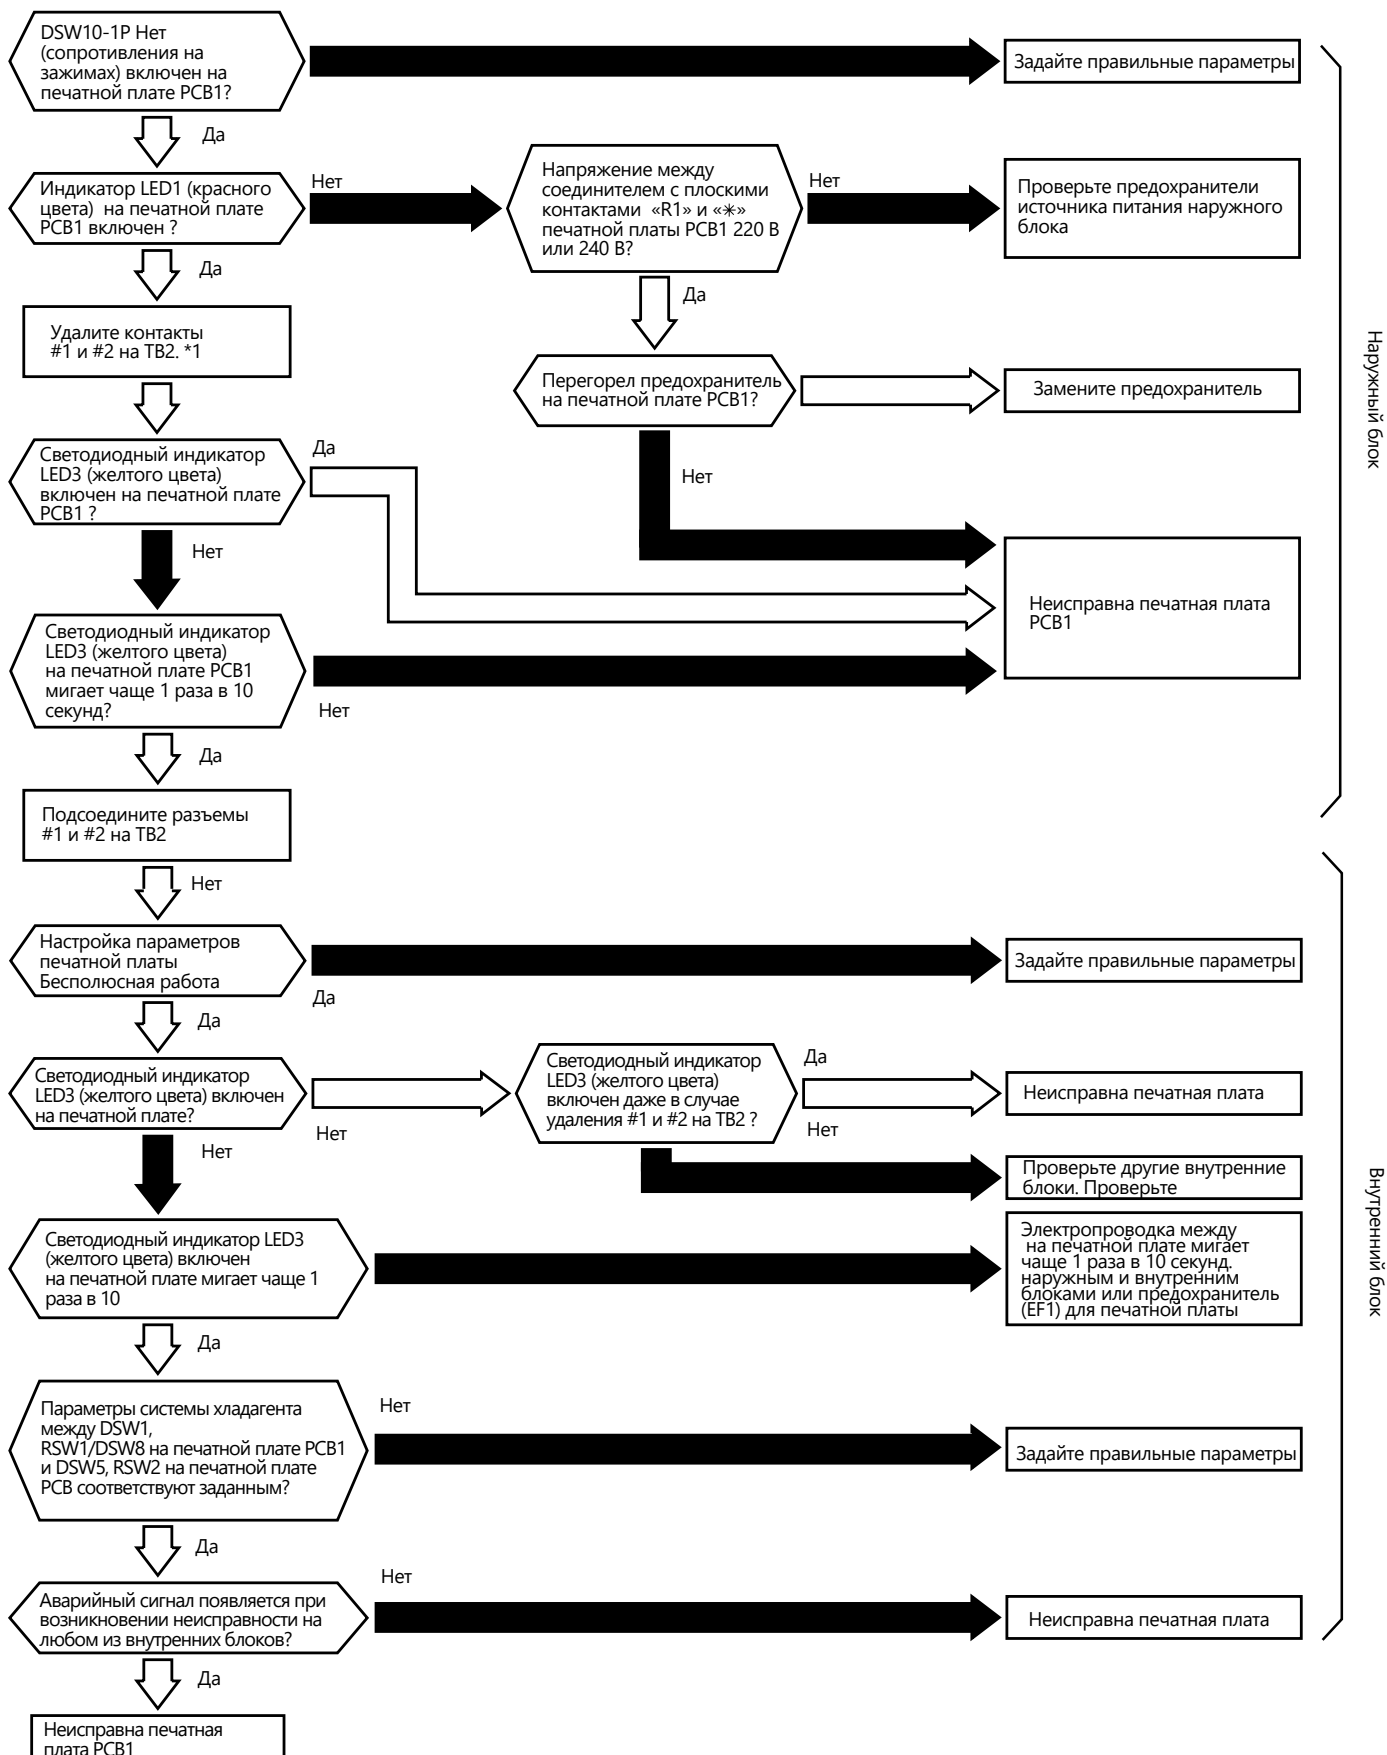 DSW10-1P Нет
(сопротивления на
зажимах) включен на
печатной плате PCB1?
Задайте правильные параметры
Да
Индикатор LED1 (красного
цвета) на печатной плате
PCB1 включен ?
Нет
Напряжение между
соединителем с плоскими
контактами «R1» и «✳»
печатной платы PCB1 220 В
или 240 В?
Нет
Проверьте предохранители
источника питания наружного
блока
Да
Да
Удалите контакты
#1 и #2 на TB2. *1
Перегорел предохранитель
на печатной плате PCB1?
Замените предохранитель
Наружный блок
Светодиодный индикатор
LED3 (желтого цвета)
включен на печатной плате
PCB1 ?
Да
Нет
Нет
Неисправна печатная плата
PCB1
Светодиодный индикатор
LED3 (желтого цвета)
на печатной плате PCB1
мигает чаще 1 раза в 10
секунд?
Нет
Да
Подсоедините разъемы
#1 и #2 на TB2
Нет
Настройка параметров
печатной платы
Бесполюсная работа
Да
Задайте правильные параметры
Да
Светодиодный индикатор
LED3 (желтого цвета) включен
на печатной плате?
Нет
Светодиодный индикатор
LED3 (желтого цвета)
включен даже в случае
удаления #1 и #2 на TB2 ?
Да
Нет
Неисправна печатная плата
Нет
Проверьте другие внутренние
блоки. Проверьте
Светодиодный индикатор LED3
(желтого цвета) включен
на печатной плате мигает чаще 1
раза в 10
Электропроводка между
на печатной плате мигает
чаще 1 раза в 10 секунд.
наружным и внутренним
блоками или предохранитель
(EF1) для печатной платы
Внутренний блок
Да
Параметры системы хладагента
между DSW1,
RSW1/DSW8 на печатной плате PCB1
и DSW5, RSW2 на печатной плате
PCB соответствуют заданным?
Нет
Задайте правильные параметры
Да
Аварийный сигнал появляется при
возникновении неисправности на
любом из внутренних блоков?
Нет
Неисправна печатная плата
Да
Неисправна печатная
плата PCB1